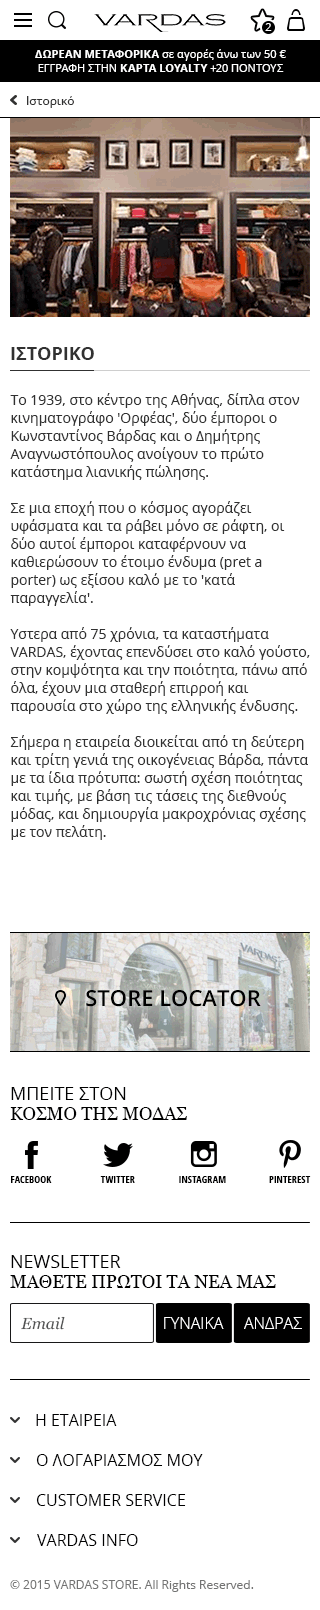 VARDAS
2
ΔΩΡΕΑΝ ΜΕΤΑΦΟΡΙΚΑ σε αγορές άνω των 50 €
ΕΓΓΡΑΦΗ ΣΤΗΝ ΚΑΡΤΑ LOYALTY +20 ΠΟΝΤΟΥΣ
Ιστορικό
ΙΣΤΟΡΙΚΟ
Το 1939, στο κέντρο της Αθήνας, δίπλα στον
κινηματογράφο 'Ορφέας', δύο έμποροι ο
Κωνσταντίνος Βάρδας και ο Δημήτρης
Αναγνωστόπουλος ανοίγουν το πρώτο
κατάστημα λιανικής πώλησης.
Σε μια εποχή που ο κόσμος αγοράζει
υφάσματα και τα ράβει μόνο σε ράφτη, οι
δύο αυτοί έμποροι καταφέρνουν να
καθιερώσουν το έτοιμο ένδυμα (pret a
porter) ως εξίσου καλό με το 'κατά
παραγγελία'.
Υστερα από 75 χρόνια, τα καταστήματα
VARDAS, έχοντας επενδύσει στο καλό γούστο,
στην κομψότητα και την ποιότητα, πάνω από
όλα, έχουν μια σταθερή επιρροή και
παρουσία στο χώρο της ελληνικής ένδυσης.
Σήμερα η εταιρεία διοικείται από τη δεύτερη
και τρίτη γενιά της οικογένειας Βάρδα, πάντα
με τα ίδια πρότυπα: σωστή σχέση ποιότητας
και τιμής, με βάση τις τάσεις της διεθνούς
μόδας, και δημιουργία μακροχρόνιας σχέσης
με τον πελάτη.
VARDAS
STORE LOCATOR
ΜΠΕΙΤΕ ΣΤΟΝ
ΚΟΣΜΟ ΤΗΣ ΜΟΔΑΣ
FACEBOOK
TWITTER
INSTAGRAM
PINTEREST
NEWSLETTER
ΜΑΘΕΤΕ ΠΡΩΤΟΙ ΤΑ ΝΕΑ ΜΑΣ
Email
ΓΥΝΑΙΚΑ
ΑΝΔΡΑΣ
Η ΕΤΑΙΡΕΙΑ
Ο ΛΟΓΑΡΙΑΣΜΟΣ ΜΟΥ
CUSTOMER SERVICE
VARDAS INFO
© 2015 VARDAS STORE. All Rights Reserved.